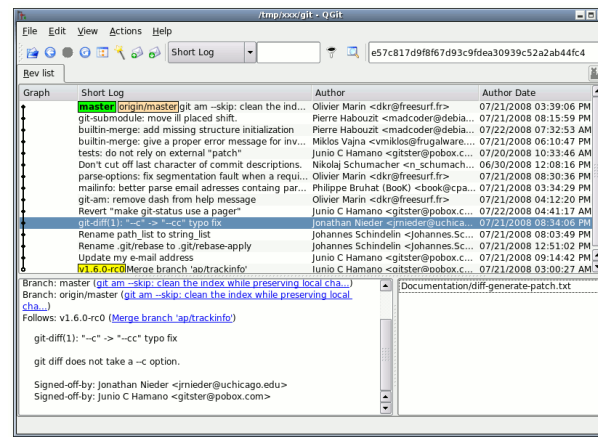 /tmp/xxx/git - QGit
File Edit View Actions Help
Short Log e57c817d9f8f67d93c9fdea30939c52a2ab44fc4
Rev list
Graph Short Log Author Author Date
master origin/master git am --skip: clean the ind... Olivier Marin <dkr@freesurf.fr> 07/21/2008 03:39:06 PM
git-submodule: move ill placed shift. Pierre Habouzit <madcoder@debia... 07/21/2008 08:15:59 PM
builtin-merge: add missing structure initialization Pierre Habouzit <madcoder@debia... 07/22/2008 07:32:53 AM
builtin-merge: give a proper error message for inv... Miklos Vajna <vmiklos@frugalware.... 07/21/2008 06:10:47 PM
tests: do not rely on external "patch" Junio C Hamano <gitster@pobox.c... 07/20/2008 10:33:46 AM
Don't cut off last character of commit descriptions. Nikolaj Schumacher <n_schumach... 06/30/2008 12:08:16 PM
parse-options: fix segmentation fault when a requi... Olivier Marin <dkr@freesurf.fr> 07/21/2008 08:30:36 PM
mailinfo: better parse email adresses containg par... Philippe Bruhat (BooK) <book@cpa... 07/21/2008 03:34:29 PM
git-am: remove dash from help message Olivier Marin <dkr@freesurf.fr> 07/21/2008 04:12:20 PM
Revert "make git-status use a pager" Junio C Hamano <gitster@pobox.c... 07/22/2008 04:41:17 AM
git-diff(1): "--c" -> "--cc" typo fix Jonathan Nieder <jrnieder@uchica... 07/21/2008 08:34:06 PM
Rename path_list to string_list Johannes Schindelin <Johannes.Sc... 07/21/2008 08:03:49 PM
Rename .git/rebase to .git/rebase-apply Johannes Schindelin <Johannes.Sc... 07/21/2008 12:51:02 PM
Update my e-mail address Junio C Hamano <gitster@pobox.c... 07/21/2008 09:14:42 PM
v1.6.0-rc0 Merge branch 'ap/trackinfo' Junio C Hamano <gitster@pobox.c... 07/21/2008 03:00:27 AM
Branch: master (git am --skip: clean the index while preserving local cha...)
Branch: origin/master (git am --skip: clean the index while preserving local
cha...)
Follows: v1.6.0-rc0 (Merge branch 'ap/trackinfo')
git-diff(1): "--c" -> "--cc" typo fix
git diff does not take a --c option.
Signed-off-by: Jonathan Nieder <jrnieder@uchicago.edu>
Signed-off-by: Junio C Hamano <gitster@pobox.com>
Documentation/diff-generate-patch.txt